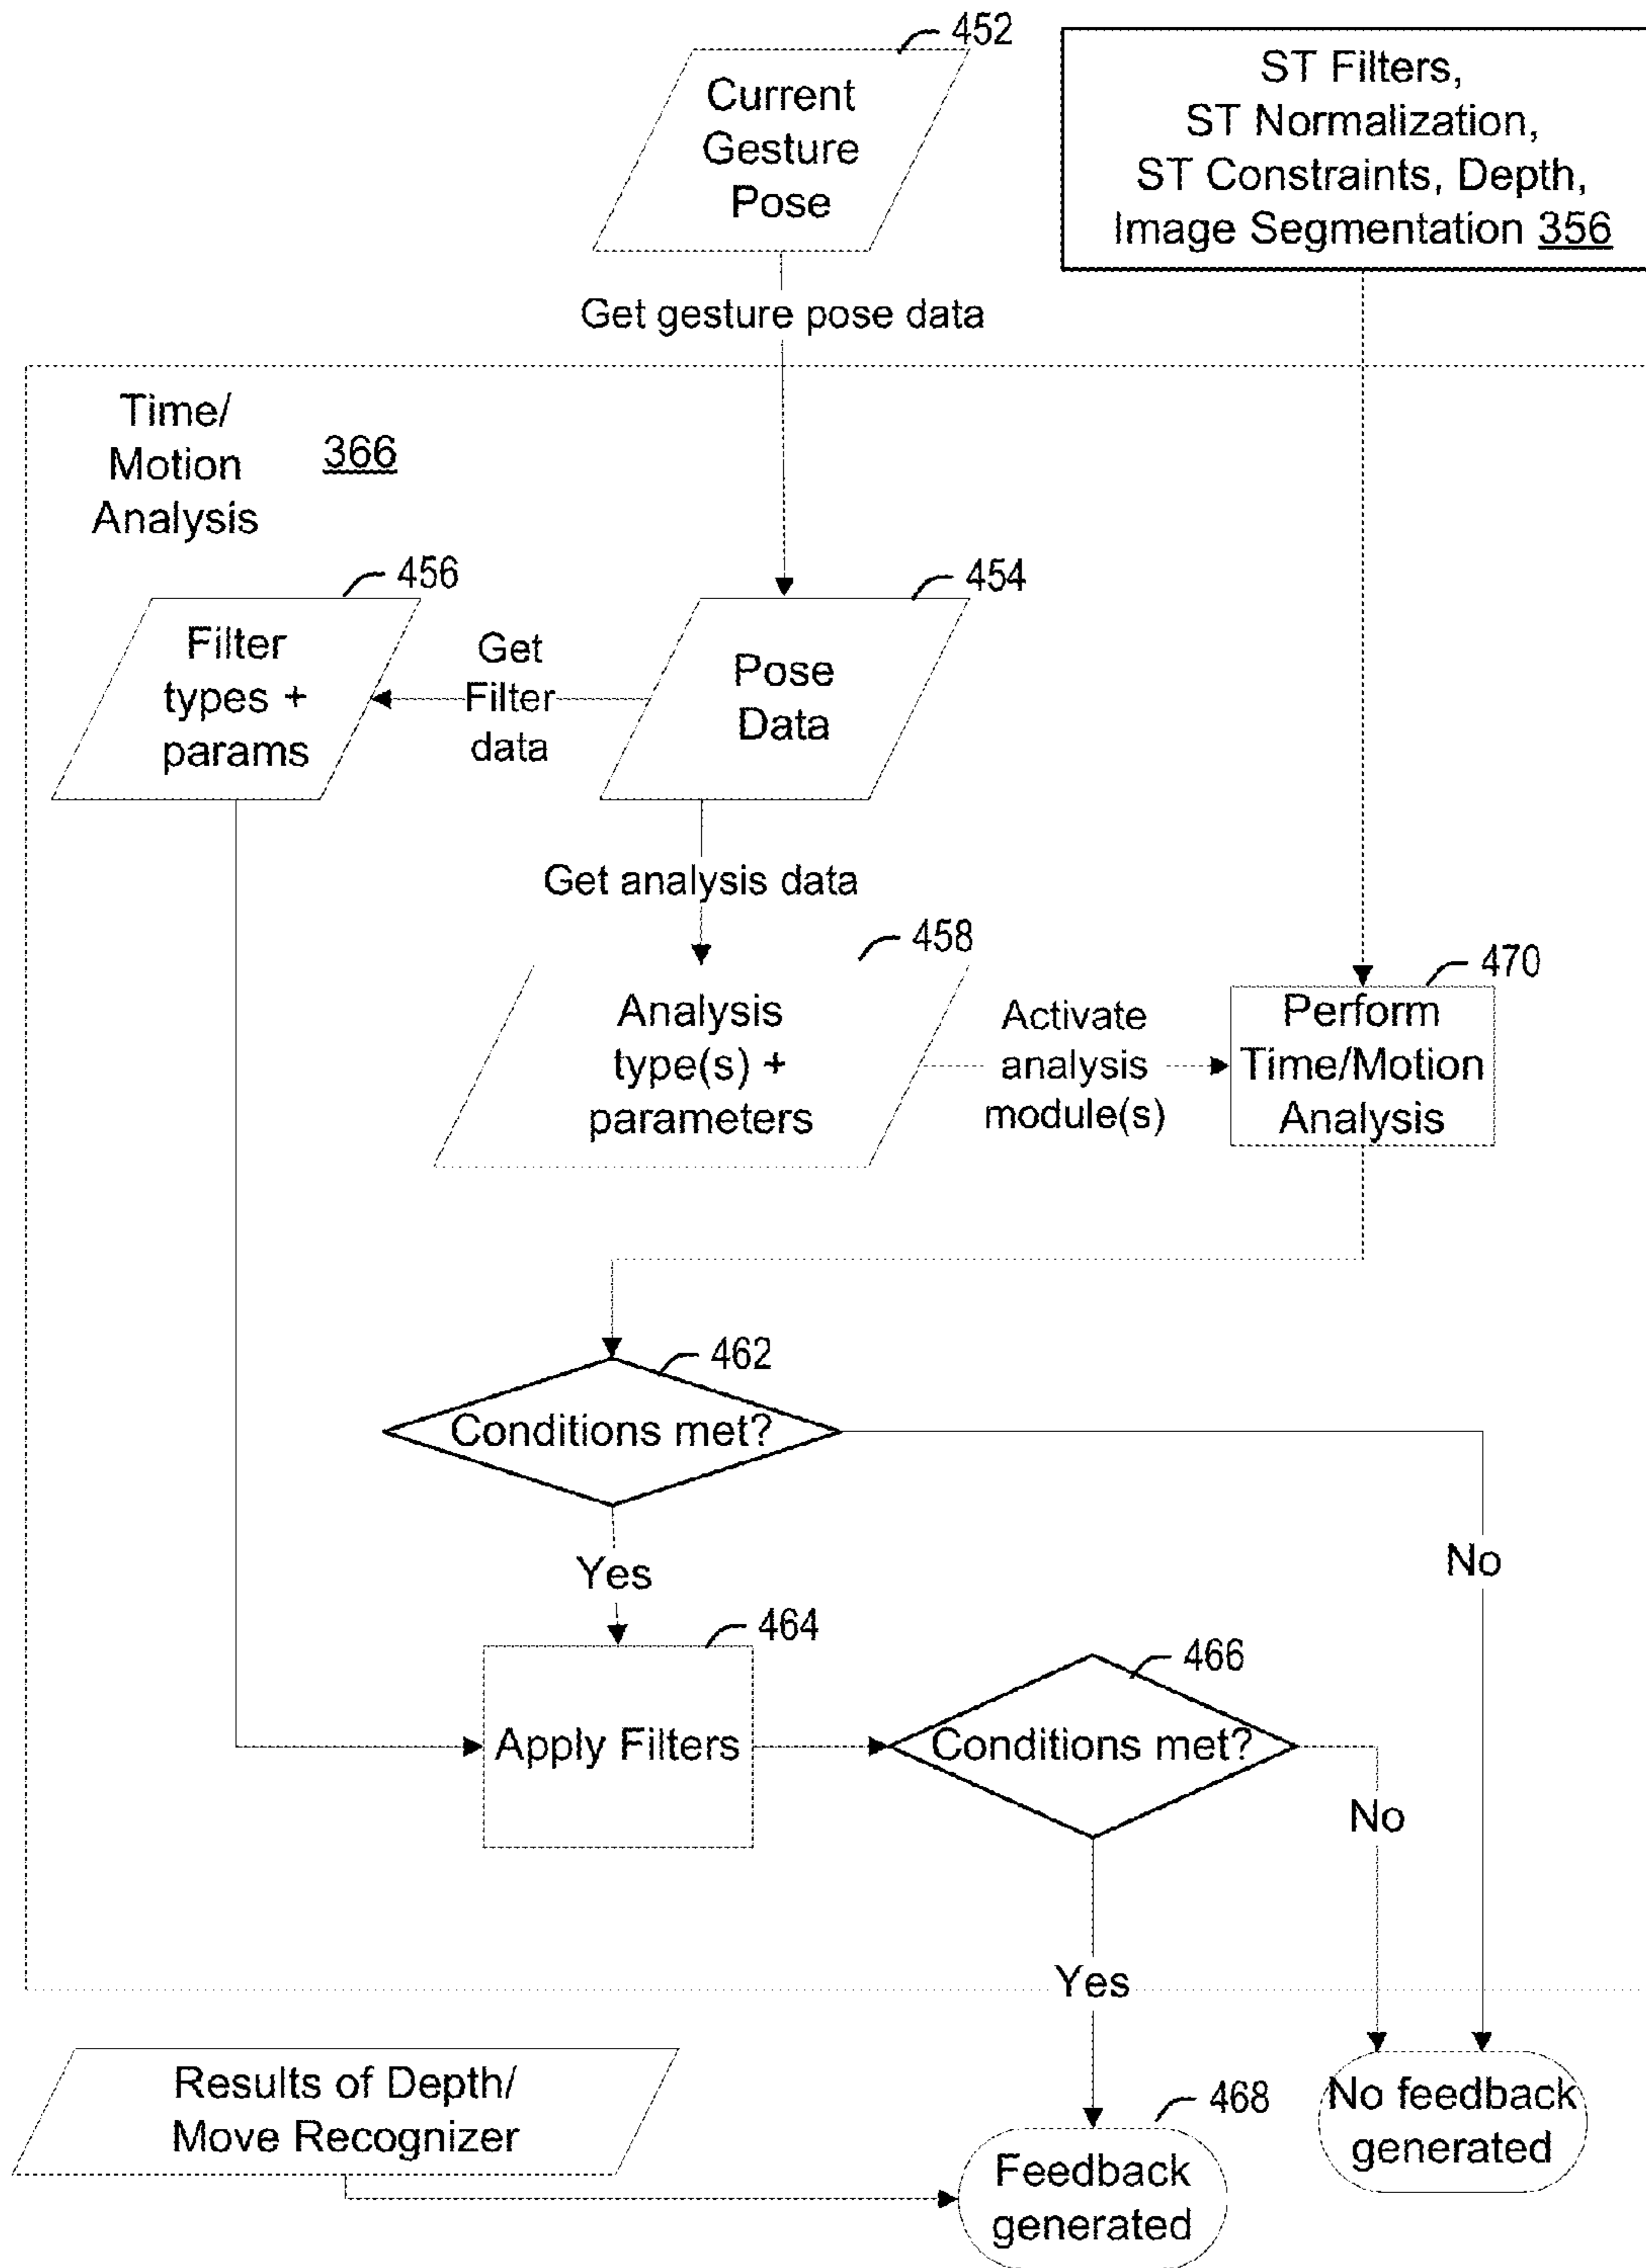 452
Current
Gesture
Pose
ST Filters,
ST Normalization,
ST Constraints, Depth,
Image Segmentation 356
Get gesture pose data
Time/
Motion
Analysis
366
456
Filter
types +
params
Get
Filter
data
454
Pose
Data
Get analysis data
458
Analysis
type(s) +
parameters
Activate
analysis
module(s)
470
Perform
Time/Motion
Analysis
462
Conditions met?
Yes
No
464
Apply Filters
466
Conditions met?
No
Yes
Results of Depth/
Move Recognizer
468
Feedback
generated
No feedback
generated